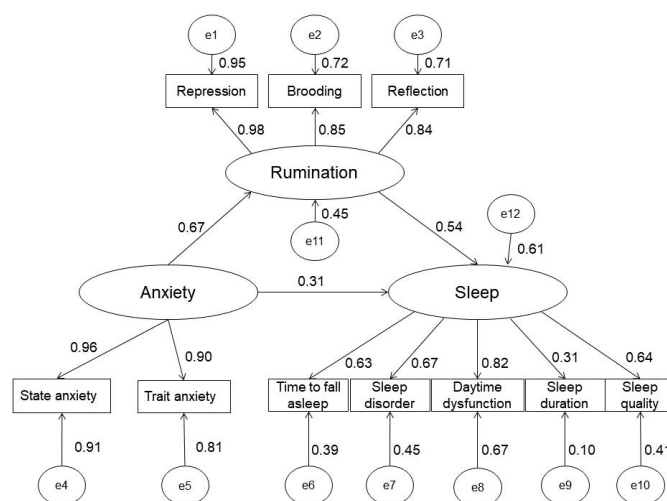 e1
e2
e3
0.95
0.72
0.71
Repression
Brooding
Reflection
0.98
0.85
0.84
Rumination
0.67
0.45
e11
0.54
e12
0.61
Anxiety
0.31
Sleep
0.96
0.90
0.63
0.67
0.82
0.31
0.64
State anxiety
Trait anxiety
Time to fall
asleep
Sleep
disorder
Daytime
dysfunction
Sleep
duration
Sleep
quality
0.91
0.81
0.39
0.45
0.67
0.10
0.41
e4
e5
e6
e7
e8
e9
e10